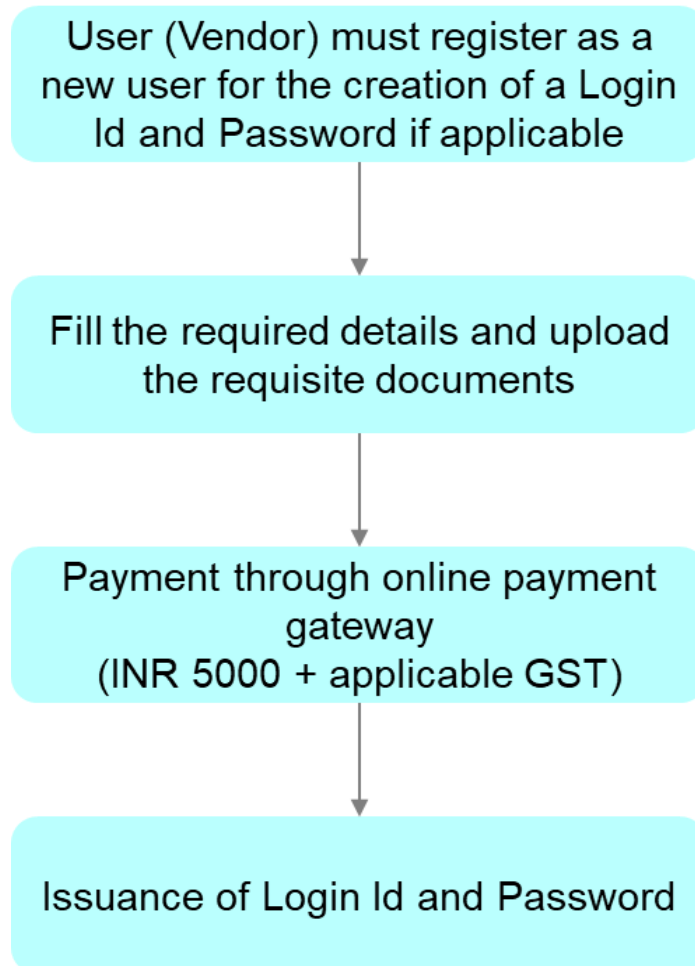 User (Vendor) must register as a
new user for the creation of a Login
Id and Password if applicable
Fill the required details and upload
the requisite documents
Payment through online payment
gateway
(INR 5000 + applicable GST)
Issuance of Login Id and Password